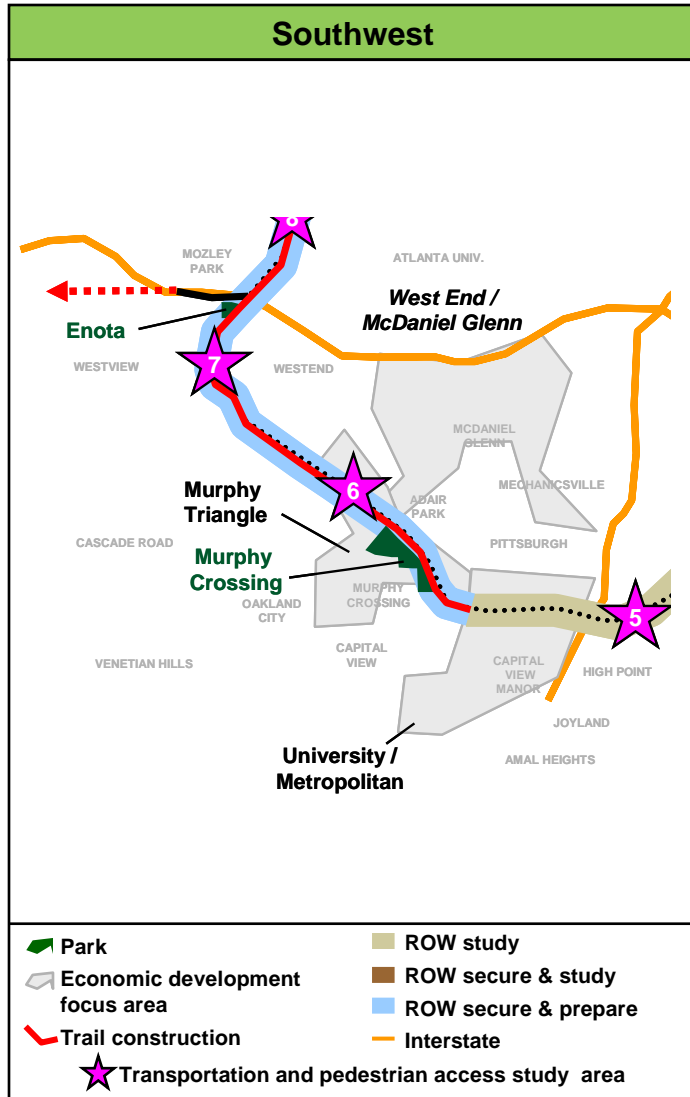 Southwest
8
MOZLEY
PARK
ATLANTA UNIV.
West End /
McDaniel Glenn
Enota
7
WESTVIEW
WESTEND
MCDANIEL
GLENN
6
Murphy
Triangle
ADAIR
PARK
MECHANICSVILLE
CASCADE ROAD
PITTSBURGH
Murphy
Crossing
MURPHY
CROSSING
OAKLAND
CITY
5
CAPITAL
VIEW
VENETIAN HILLS
CAPITAL
VIEW
MANOR
HIGH POINT
JOYLAND
University /
Metropolitan
AMAL HEIGHTS
Park
Economic development
focus area
Trail construction
ROW study
ROW secure & study
ROW secure & prepare
Interstate
Transportation and pedestrian access study area